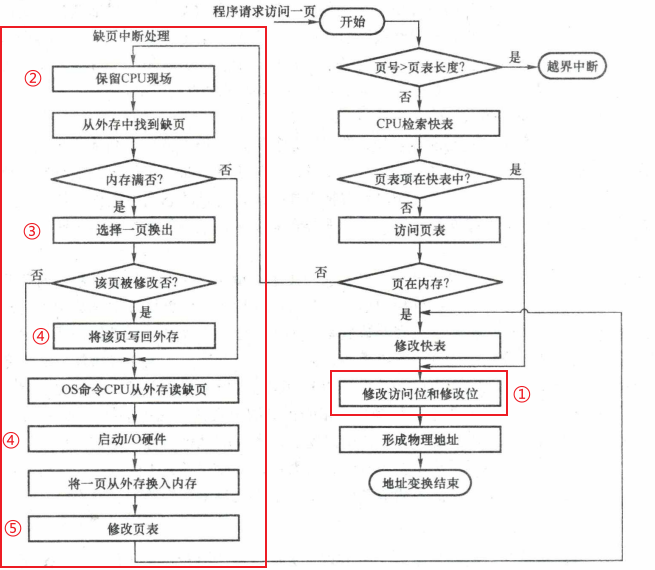 程序请求访问一页
开始
缺页中断处理
页号>页表长度?
是
越界中断
②
保留CPU现场
否
从外存中找到缺页
CPU检索快表
内存满否?
否
页表项在快表中?
是
是
否
③
选择一页换出
访问页表
否
该页被修改否?
否
页在内存?
是
是
④
将该页写回外存
修改快表
OS命令CPU从外存读缺页
修改访问位和修改位
①
④
启动I/O硬件
形成物理地址
将一页从外存换入内存
地址变换结束
⑤
修改页表